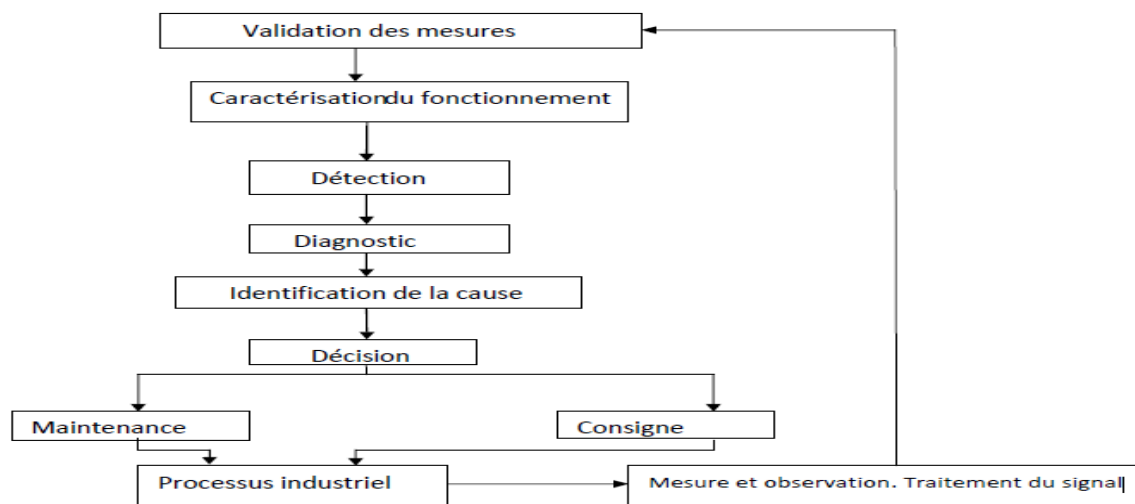 Validation des mesures
Caractérisationdu fonctionnement
Détection
Diagnostic
Identification de la cause
Décision
Maintenance
Consigne
Processus industriel
Mesure et observation. Traitement du signal